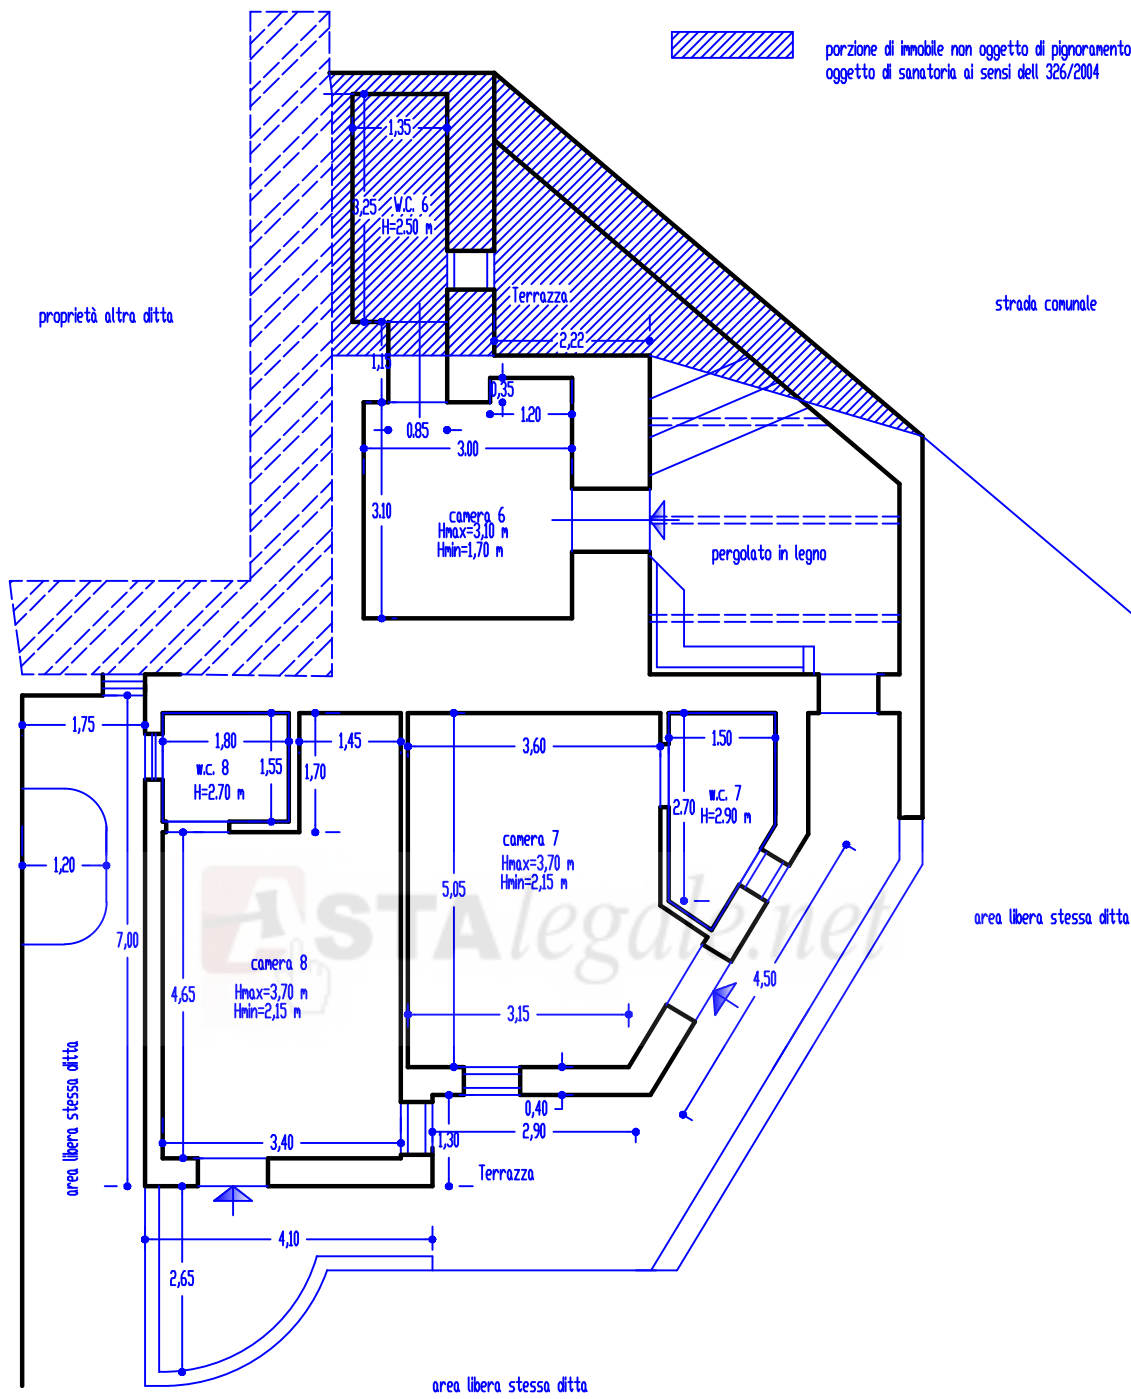 porzione di immobile non oggetto di pignoramento
oggetto di sanatoria ai sensi dell 326/2004
1,35
3,25
W.C. 6
H=2.50 m
Terrazza
proprietà altra ditta
strada comunale
2,22
0,35
1.20
0.85
3.00
3.10
camera 6
Hmax=3,10 m
Hmin=1,70 m
pergolato in legno
1,75
1,80
1,55
w.c. 8
H=2.70 m
1,45
1,70
3,60
1.50
2.70
w.c. 7
H=2.90 m
1,20
camera 7
Hmax=3,70 m
Hmin=2,15 m
5,05
ASTAlegale.net
area libera stessa ditta
7,00
camera 8
Hmax=3,70 m
Hmin=2,15 m
4,65
4,50
3,15
area libera stessa ditta
0,40
2,90
1,30
3,40
Terrazza
4,10
2,65
area libera stessa ditta